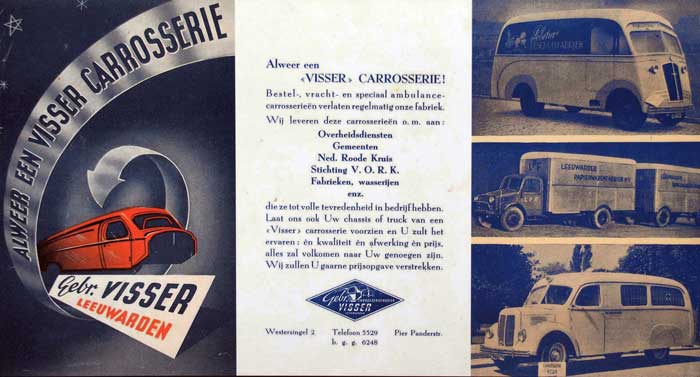 ALWEER EEN VISSER CARROSSERIE
Gebr. VISSER
LEEUWARDEN
Alweer een
«VISSER» CARROSSERIE!
Bestel-, vracht- en speciaal ambulance-
carrosserieën verlaten regelmatig onze fabriek.
Wij leveren deze carrosserieën o. m. aan:
Overheidsdiensten
Gemeenten
Ned. Roode Kruis
Stichting V. O. R. K.
Fabrieken, wasserijen
enz.
die ze tot volle tevredenheid in bedrijf hebben.
Laat ons ook Uw chassis of truck van een
«Visser» carrosserie voorzien en U zult het
ervaren: èn kwaliteit èn afwerking èn prijs,
alles zal volkomen naar Uw genoegen zijn.
Wij zullen U gaarne prijsopgave verstrekken.
Gebr.
VISSER
Westersingel 2 Telefoon 5529 Pier Panderstr.
b. g. g. 6248
LPF
LEEUWARDER
PAPIERWARENFABRIEK N.V.
LPF